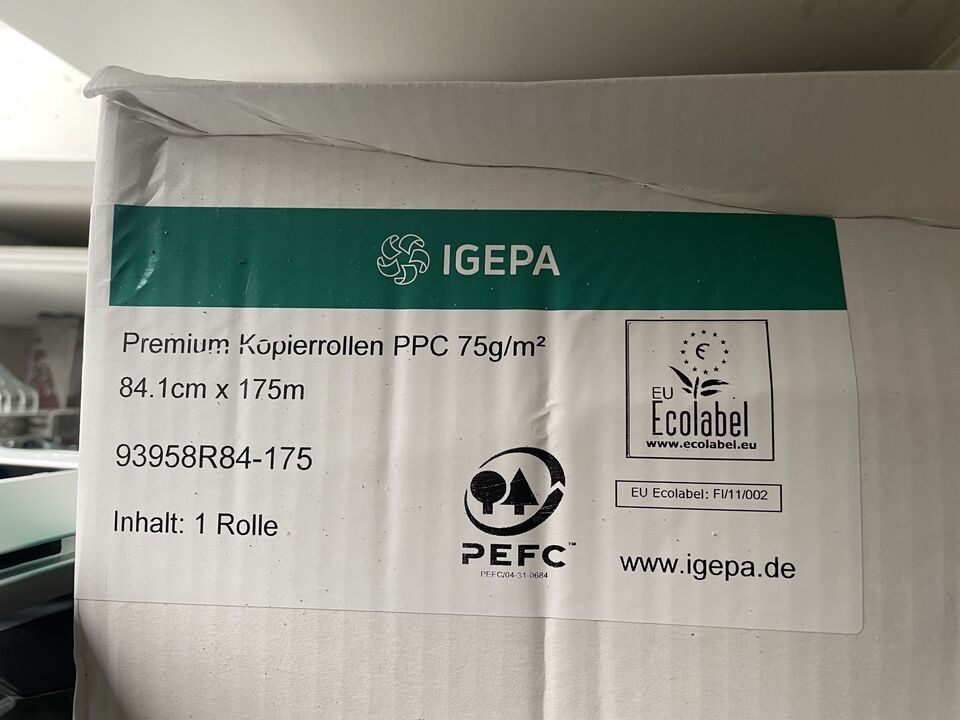 IGEPA
Premium Kopierrollen PPC 75g/m²
84.1cm x 175m
93958R84-175
Inhalt: 1 Rolle
PEFC™
PEFC/04-31-0684
EU
Ecolabel
www.ecolabel.eu
EU Ecolabel: FI/11/002
www.igepa.de